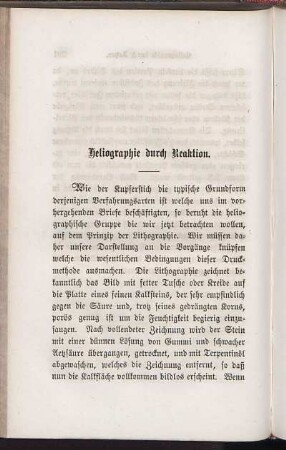 Heliographie durch Reaktion.
Wie der Kupferstich die typische Grundform
derjenigen Verfahrungsarten ist welche uns im vor-
hergehenden Briefe beschäftigten, so beruht die helio-
graphische Gruppe die wir jetzt betrachten wollen,
auf dem Prinzip der Lithographie. Wir müssen da-
her unsere Darstellung an die Vorgänge knüpfen
welche die wesentlichen Bedingungen dieser Druck-
methode ausmachen. Die Lithographie zeichnet be-
kanntlich das Bild mit fetter Tusche oder Kreide auf
die Platte eines feinen Kalksteins, der sehr empfindlich
gegen die Säure und, trotz seines gedrängten Korns,
porös genug ist um die Feuchtigkeit begierig einzu-
saugen. Nach vollendeter Zeichnung wird der Stein
mit einer dünnen Lösung von Gummi und schwacher
Aetzsäure übergangen, getrocknet, und mit Terpentinöl
abgewaschen, welches die Zeichnung entfernt, so daß
nun die Kalkfläche vollkommen bildlos erscheint. Wenn